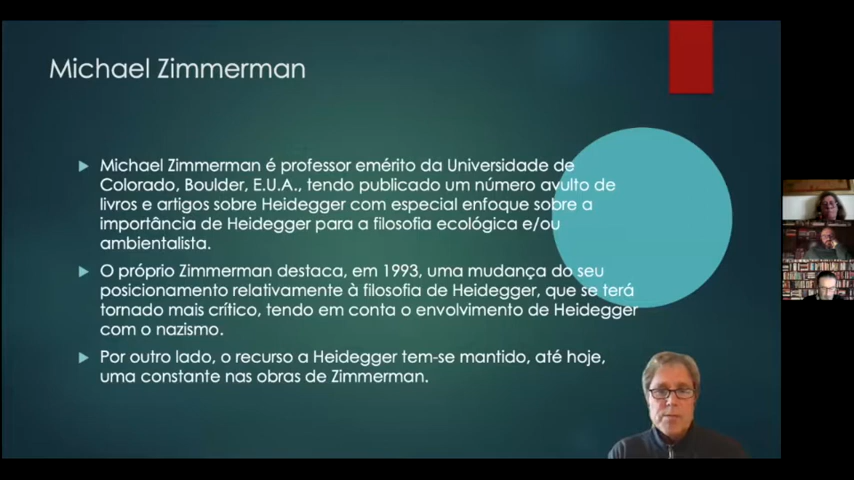 Michael Zimmerman
Michael Zimmerman é professor emérito da Universidade de
Colorado, Boulder, E.U.A., tendo publicado um número avulto de
livros e artigos sobre Heidegger com especial enfoque sobre a
importância de Heidegger para a filosofia ecológica e/ou
ambientalista.
O próprio Zimmerman destaca, em 1993, uma mudança do seu
posicionamento relativamente à filosofia de Heidegger, que se terá
tornado mais crítico, tendo em conta o envolvimento de Heidegger
com o nazismo.
Por outro lado, o recurso a Heidegger tem-se mantido, até hoje,
uma constante nas obras de Zimmerman.